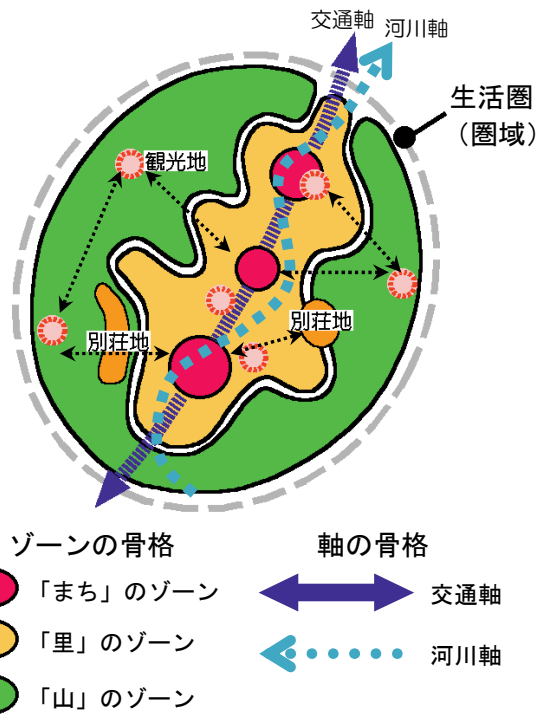 交通軸
河川軸
生活圏
（圏域）
観光地
別荘地
別荘地
ゾーンの骨格
「まち」のゾーン
「里」のゾーン
「山」のゾーン
軸の骨格
交通軸
河川軸